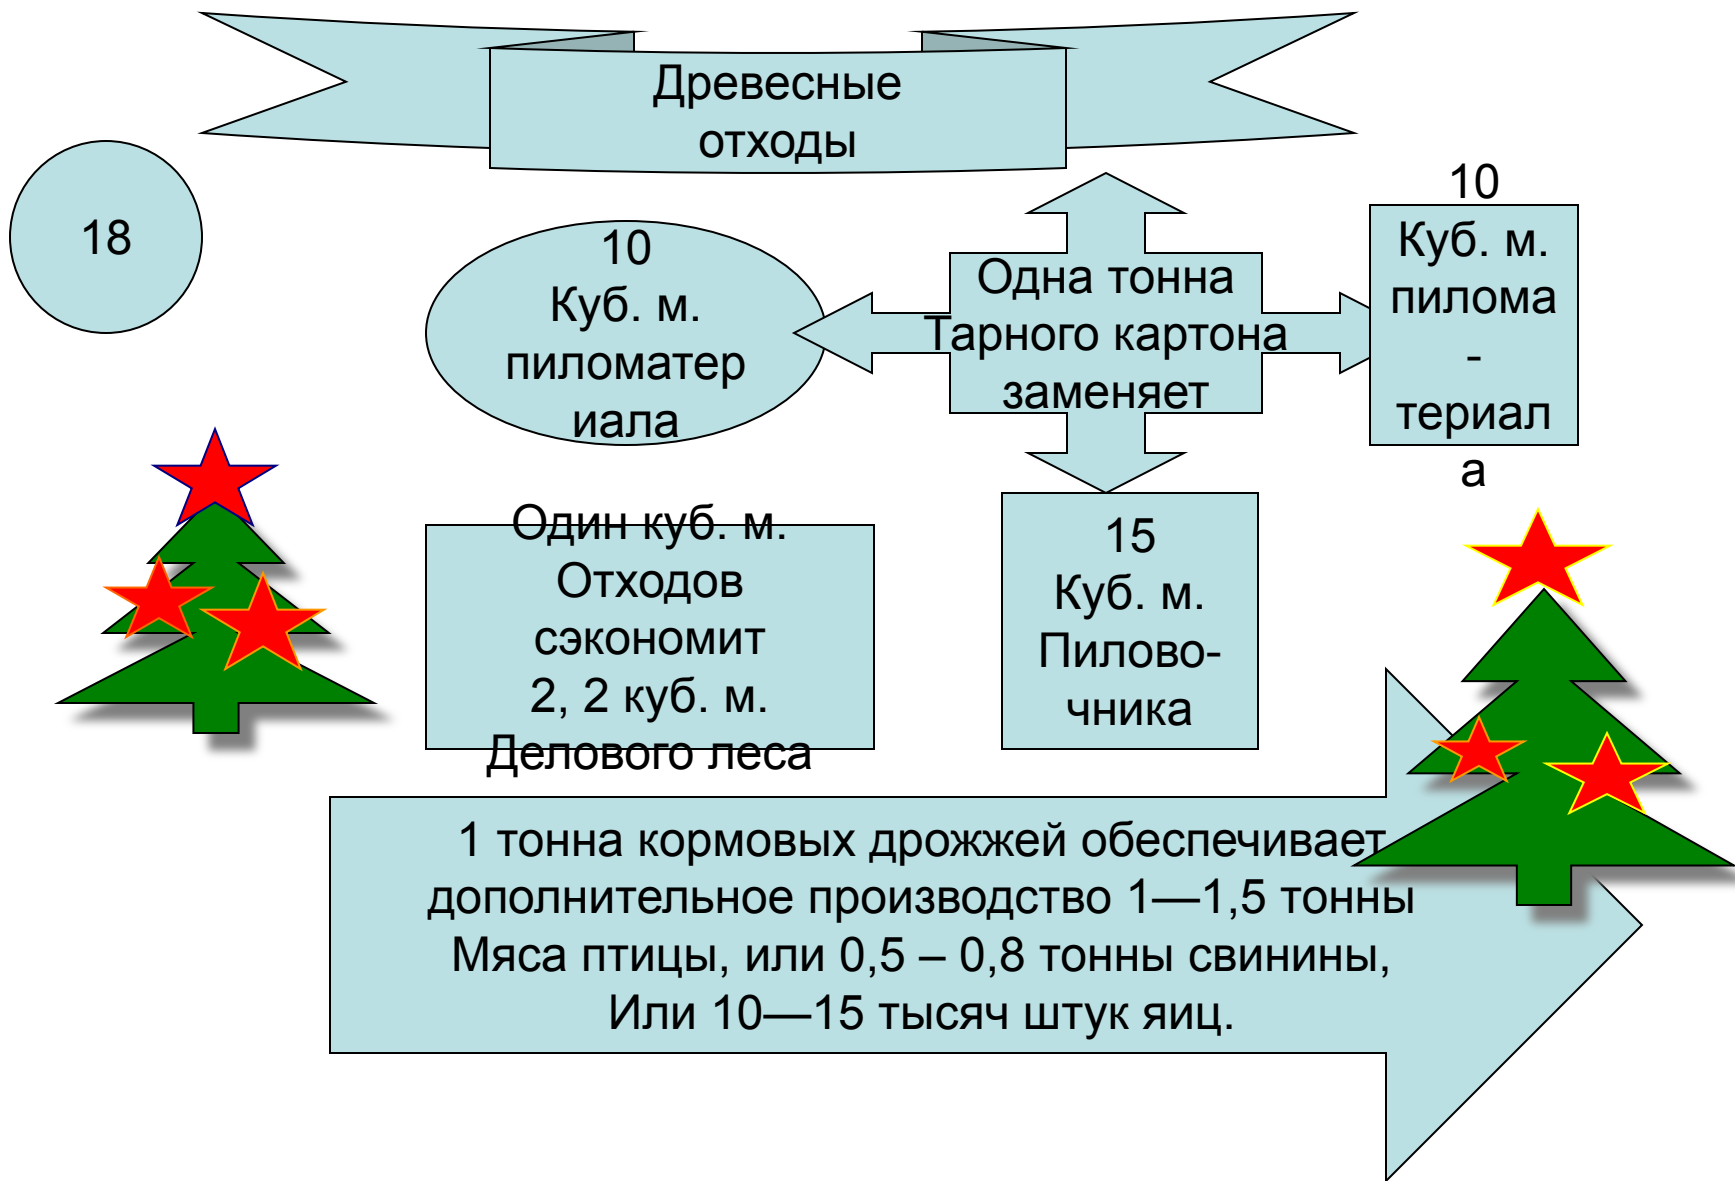 Древесные
отходы
18
10
Куб. м.
пиломатер
иала
Одна тонна
Тарного картона
заменяет
10
Куб. м.
пилома
-
териал
а
Один куб. м.
Отходов
сэкономит
2, 2 куб. м.
Делового леса
15
Куб. м.
Пилово-
чника
1 тонна кормовых дрожжей обеспечивает
дополнительное производство 1—1,5 тонны
Мяса птицы, или 0,5 – 0,8 тонны свинины,
Или 10—15 тысяч штук яиц.